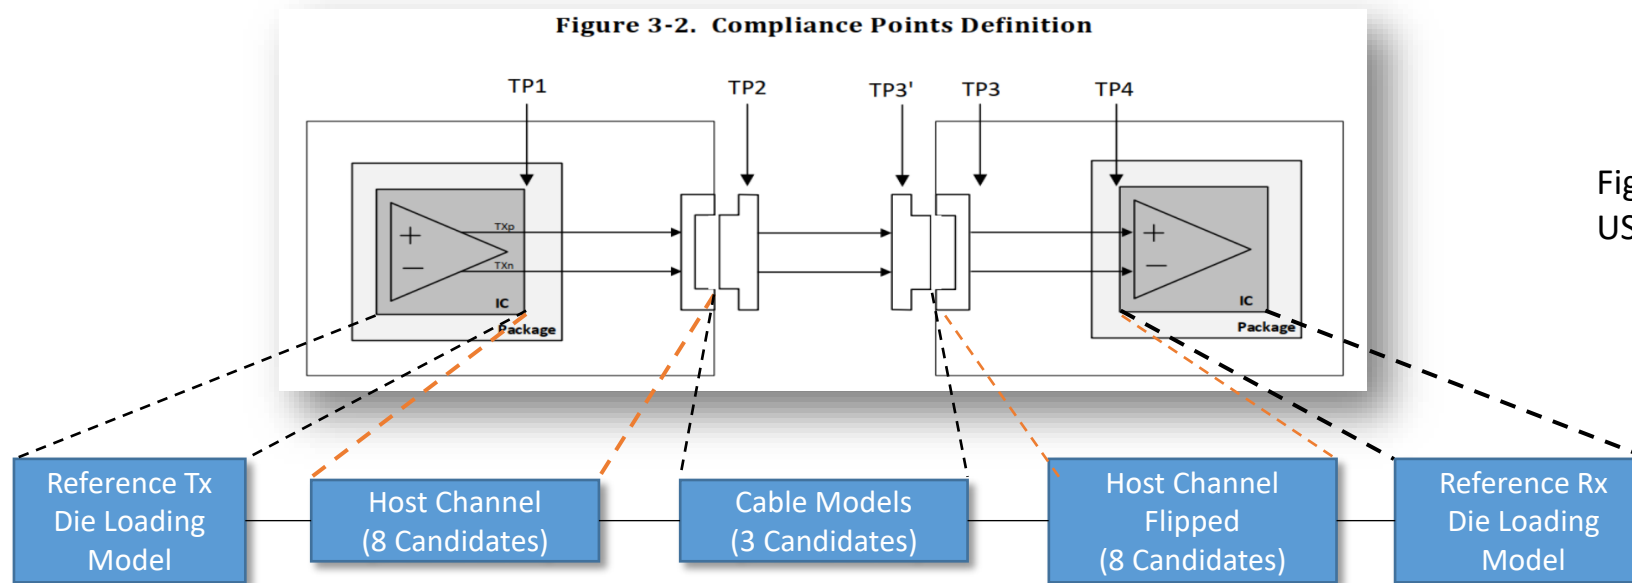 Figure 3-2. Compliance Points Definition
TP1
TP2
TP3'
TP3
TP4
TXp
TXn
+
−
IC
Package
+
−
IC
Package
Fig
US
Reference Tx
Die Loading
Model
Host Channel
(8 Candidates)
Cable Models
(3 Candidates)
Host Channel
Flipped
(8 Candidates)
Reference Rx
Die Loading
Model